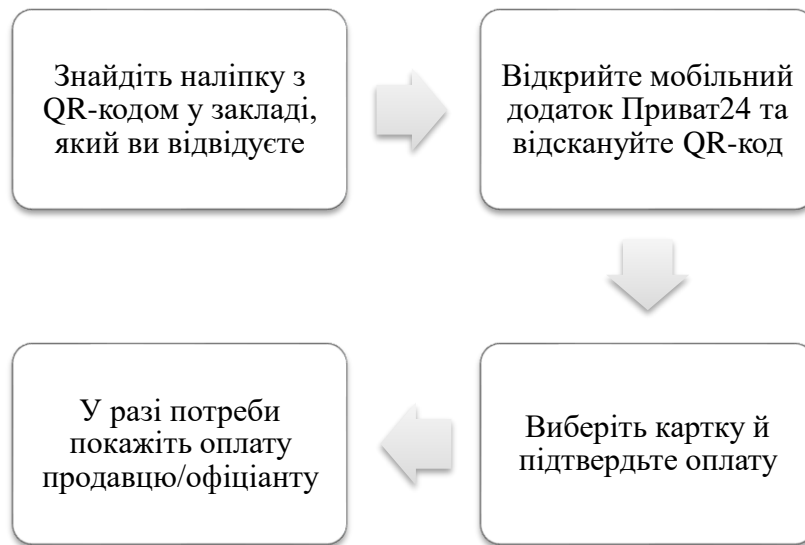 Знайдіть наліпку з
QR-кодом у закладі,
який ви відвідуєте
Відкрийте мобільний
додаток Приват24 та
відскануйте QR-код
Виберіть картку й
підтвердьте оплату
У разі потреби
покажіть оплату
продавцю/офіціанту